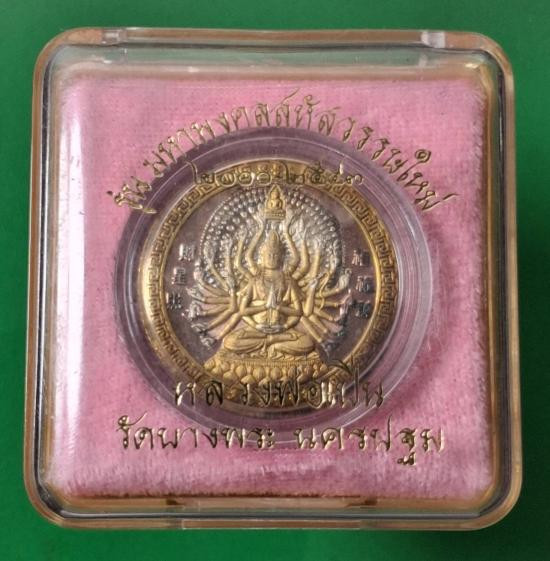 รุ่น มหามงคลสหัสวรรษใหม่
หลวงพ่อเปิ่น
วัดบางพระ นครปฐม